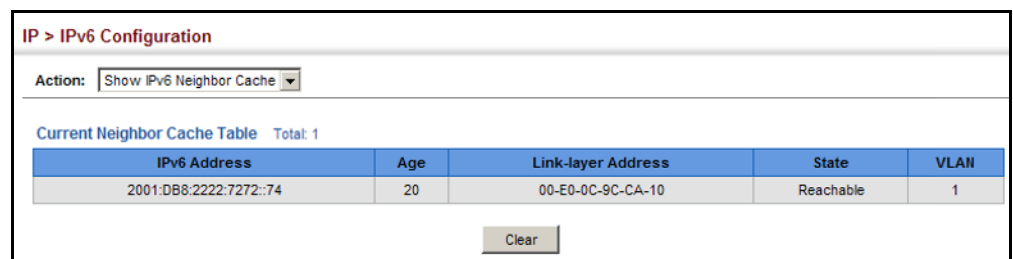 IP > IPv6 Configuration
Action: Show IPv6 Neighbor Cache
Current Neighbor Cache Table Total: 1
IPv6 Address Age Link-layer Address State VLAN
2001:DB8:2222:7272::74 20 00-E0-0C-9C-CA-10 Reachable 1
Clear